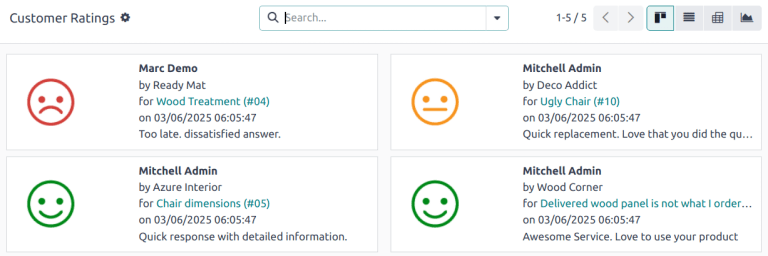 Customer Ratings
Search...
1-5 / 5
Marc Demo
by Ready Mat
for Wood Treatment (#04)
on 03/06/2025 06:05:47
Too late. dissatisfied answer.
Mitchell Admin
by Deco Addict
for Ugly Chair (#10)
on 03/06/2025 06:05:47
Quick replacement. Love that you did the qu...
Mitchell Admin
by Azure Interior
for Chair dimensions (#05)
on 03/06/2025 06:05:47
Quick response with detailed information.
Mitchell Admin
by Wood Corner
for Delivered wood panel is not what I order...
on 03/06/2025 06:05:47
Awesome Service. Love to use your product